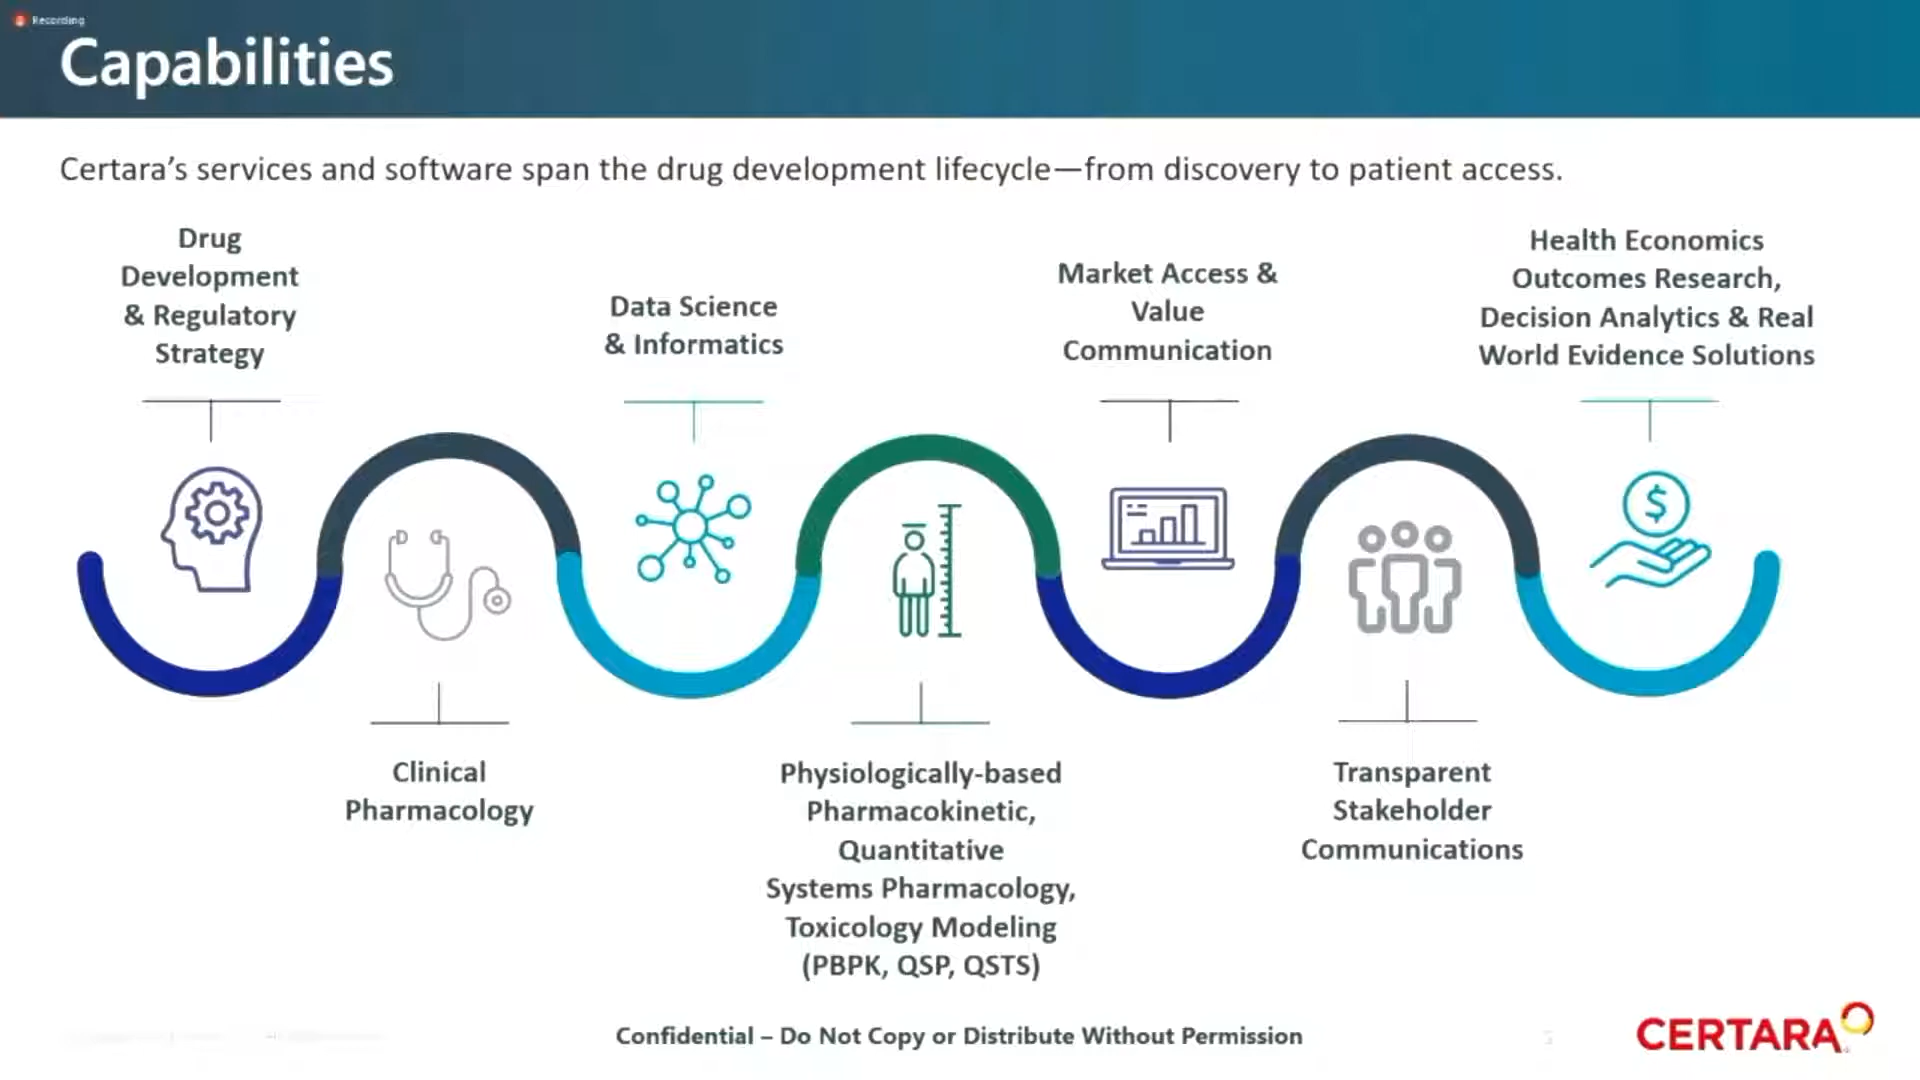 Recording
Capabilities
Certara's services and software span the drug development lifecycle—from discovery to patient access.
Drug
Development
& Regulatory
Strategy
Data Science
& Informatics
Market Access &
Value
Communication
Health Economics
Outcomes Research,
Decision Analytics & Real
World Evidence Solutions
$
Clinical
Pharmacology
Physiologically-based
Pharmacokinetic,
Quantitative
Systems Pharmacology,
Toxicology Modeling
(PBPK, QSP, QSTS)
Transparent
Stakeholder
Communications
Confidential – Do Not Copy or Distribute Without Permission
CERTARA